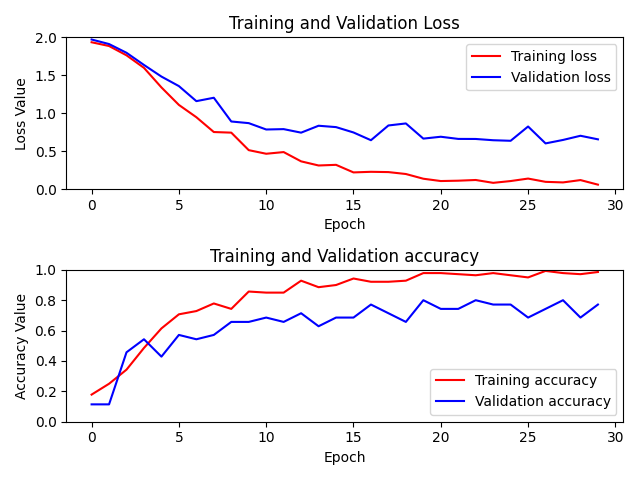 Training and Validation Loss
2.0
1.5
1.0
0.5
0.0
Loss Value
Training loss
Validation loss
0 5 10 15 20 25 30
Epoch
Training and Validation accuracy
1.0
0.8
0.6
0.4
0.2
0.0
Accuracy Value
Training accuracy
Validation accuracy
0 5 10 15 20 25 30
Epoch